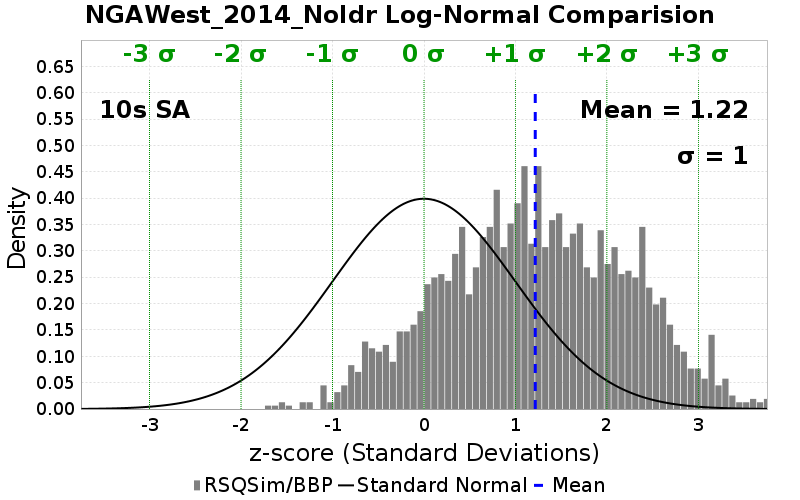 NGAWest_2014_NoIdr Log-Normal Comparision
-3 σ -2 σ -1 σ 0 σ +1 σ +2 σ +3 σ
10s SA
Mean = 1.22
σ = 1
Density
0.65
0.60
0.55
0.50
0.45
0.40
0.35
0.30
0.25
0.20
0.15
0.10
0.05
0.00
-3 -2 -1 0 1 2 3
z-score (Standard Deviations)
RSQSim/BBP Standard Normal Mean